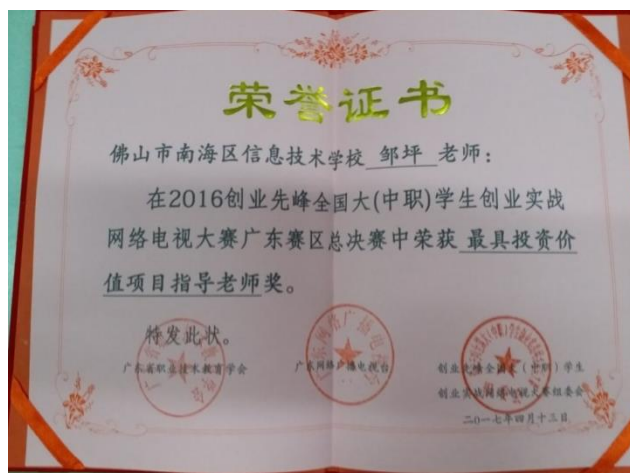 荣誉证书
佛山市南海区信息技术学校 邹坪 老师：
在2016创业先峰全国大(中职)学生创业实战
网络电视大赛广东赛区总决赛中荣获 最具投资价
值项目指导老师奖。
特发此状。
广东省职业技术教育学会
广东网络广播电视台
创业先峰全国大（中职）学生
创业实战网络电视大赛组委会
二〇一七年四月十三日